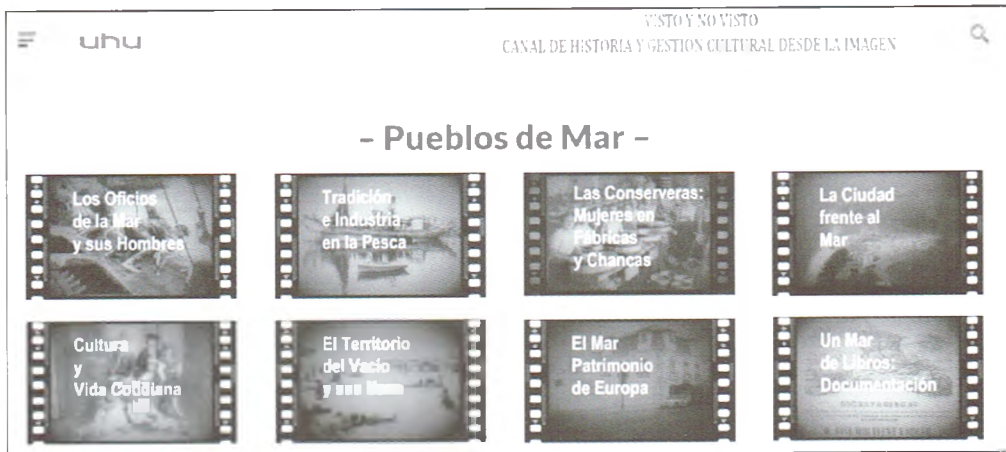 uhu
VISTO Y NO VISTO
CANAL DE HISTORIA Y GESTION CULTURAL DESDE LA IMAGEN
- Pueblos de Mar -
Los Oficios
de la Mar
y sus Hombres
Tradición
e Industria
en la Pesca
Las Conserveras:
Mujeres en
Fábricas
y Chancas
La Ciudad
frente al
Mar
Cultura
y
Vida Cotidiana
El Territorio
del Vacío
y sus
El Mar
Patrimonio
de Europa
Un Mar
de Libros:
Documentación